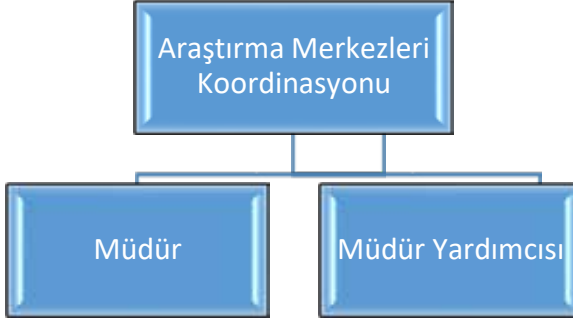 Araştırma Merkezleri
Koordinasyonu
Müdür
Müdür Yardımcısı